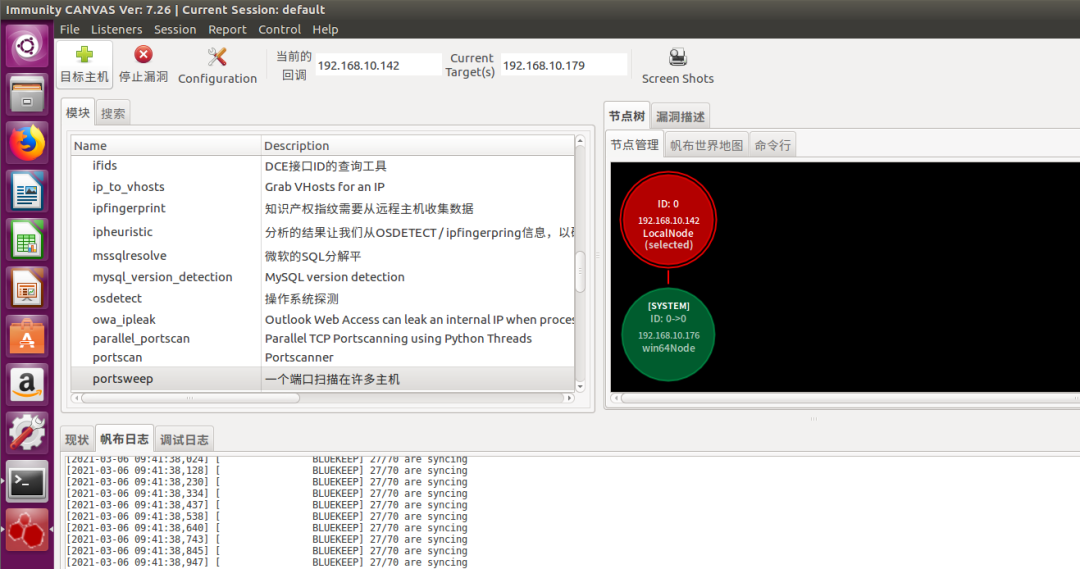 Immunity CANVAS Ver: 7.26 | Current Session: default
File Listeners Session Report Control Help
目标主机
停止漏洞
Configuration
当前的
回调
192.168.10.142
Current
Target(s)
192.168.10.179
Screen Shots
模块 搜索
Name Description
ifids DCE接口ID的查询工具
ip_to_vhosts Grab VHosts for an IP
ipfingerprint 知识产权指纹需要从远程主机收集数据
ipheuristic 分析的结果让我们从OSDETECT / ipfingerpring信息，以
mssqlresolve 微软的SQL分解平
mysql_version_detection MySQL version detection
osdetect 操作系统探测
owa_ipleak Outlook Web Access can leak an internal IP when proces
parallel_portscan Parallel TCP Portscanning using Python Threads
portscan Portscanner
portsweep 一个端口扫描在许多主机
节点树 漏洞描述
节点管理 帆布世界地图 命令行
ID: 0
192.168.10.142
LocalNode
(selected)
[SYSTEM]
ID: 0->0
192.168.10.176
win64Node
现状 帆布日志 调试日志
[2021-03-06 09:41:38,024] [ BLUEKEEP] 27/70 are syncing
[2021-03-06 09:41:38,128] [ BLUEKEEP] 27/70 are syncing
[2021-03-06 09:41:38,230] [ BLUEKEEP] 27/70 are syncing
[2021-03-06 09:41:38,334] [ BLUEKEEP] 27/70 are syncing
[2021-03-06 09:41:38,437] [ BLUEKEEP] 27/70 are syncing
[2021-03-06 09:41:38,538] [ BLUEKEEP] 27/70 are syncing
[2021-03-06 09:41:38,640] [ BLUEKEEP] 27/70 are syncing
[2021-03-06 09:41:38,743] [ BLUEKEEP] 27/70 are syncing
[2021-03-06 09:41:38,845] [ BLUEKEEP] 27/70 are syncing
[2021-03-06 09:41:38,947] [ BLUEKEEP] 27/70 are syncing